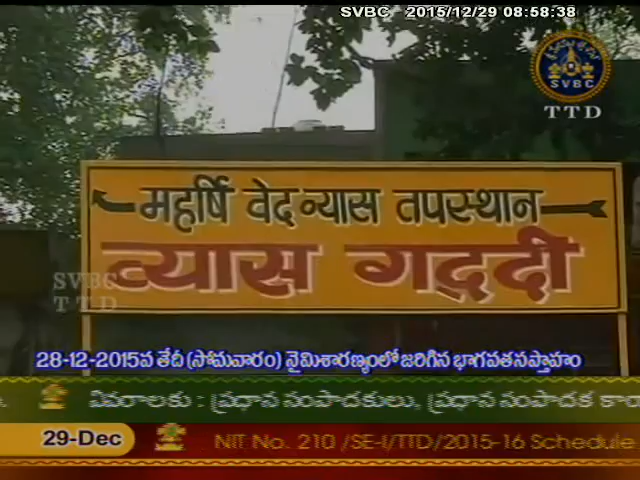 SVBC 2015/12/29 08:58:38
SVBC
TTD
महर्षि वेद व्यास तपस्थान
व्यास गद्दी
SVBC
TTD
28-12-2015వ తేదీ (సోమవారం) నైమిశారణ్యంలో జరిగిన భాగవతసప్తాహం
వివరాలకు : ప్రధాన సంపాదకులు, ప్రధాన సంపాదక
29-Dec
NIT No. 210 /SE-I/TTD/2015-16 Schedule